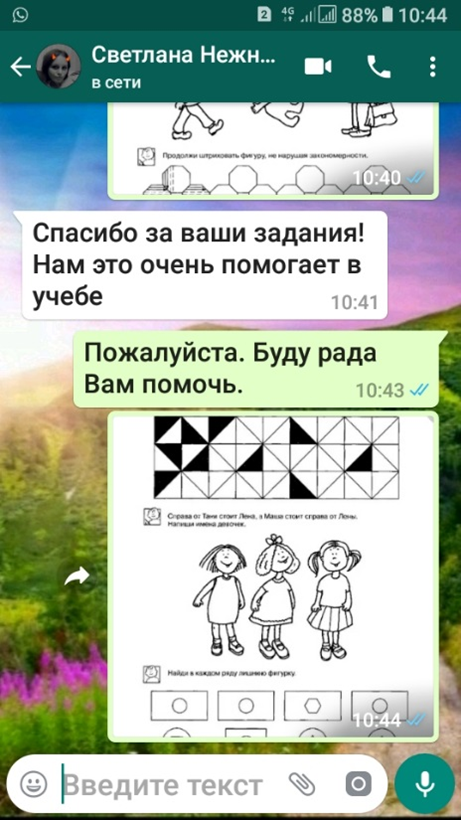 2 4G 88% 10:44
Светлана Нежн...
в сети
Продолжи штриховать фигуру, не нарушая закономерности.
10:40
Спасибо за ваши задания!
Нам это очень помогает в
учебе
10:41
Пожалуйста. Буду рада
Вам помочь.
10:43
Справа от Тани стоит Лена, а Маша стоит справа от Лены.
Напиши имена девочек.
Найди в каждом ряду лишнюю фигурку.
10:44
Введите текст